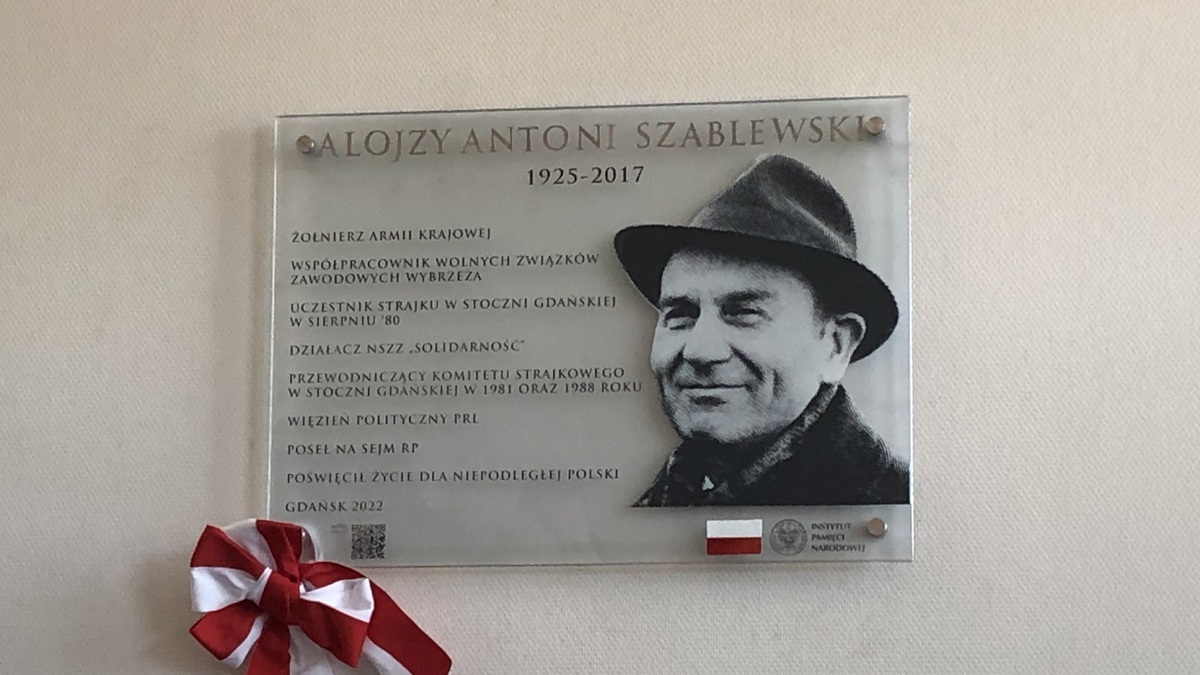 ALOJZY ANTONI SZABLEWSKI
1925-2017
ŻOŁNIERZ ARMII KRAJOWEJ
WSPÓŁPRACOWNIK WOLNYCH ZWIĄZKÓW
ZAWODOWYCH WYBRZEŻA
UCZESTNIK STRAJKU W STOCZNI GDAŃSKIEJ
W SIERPNIU '80
DZIAŁACZ NSZZ „SOLIDARNOŚĆ"
PRZEWODNICZĄCY KOMITETU STRAJKOWEGO
W STOCZNI GDAŃSKIEJ W 1981 ORAZ 1988 ROKU
WIĘZIEŃ POLITYCZNY PRL
POSEŁ NA SEJM RP
POŚWIĘCIŁ ŻYCIE DLA NIEPODLEGŁEJ POLSKI
GDAŃSK 2022
INSTYTUT
PAMIĘCI
NARODOWEJ